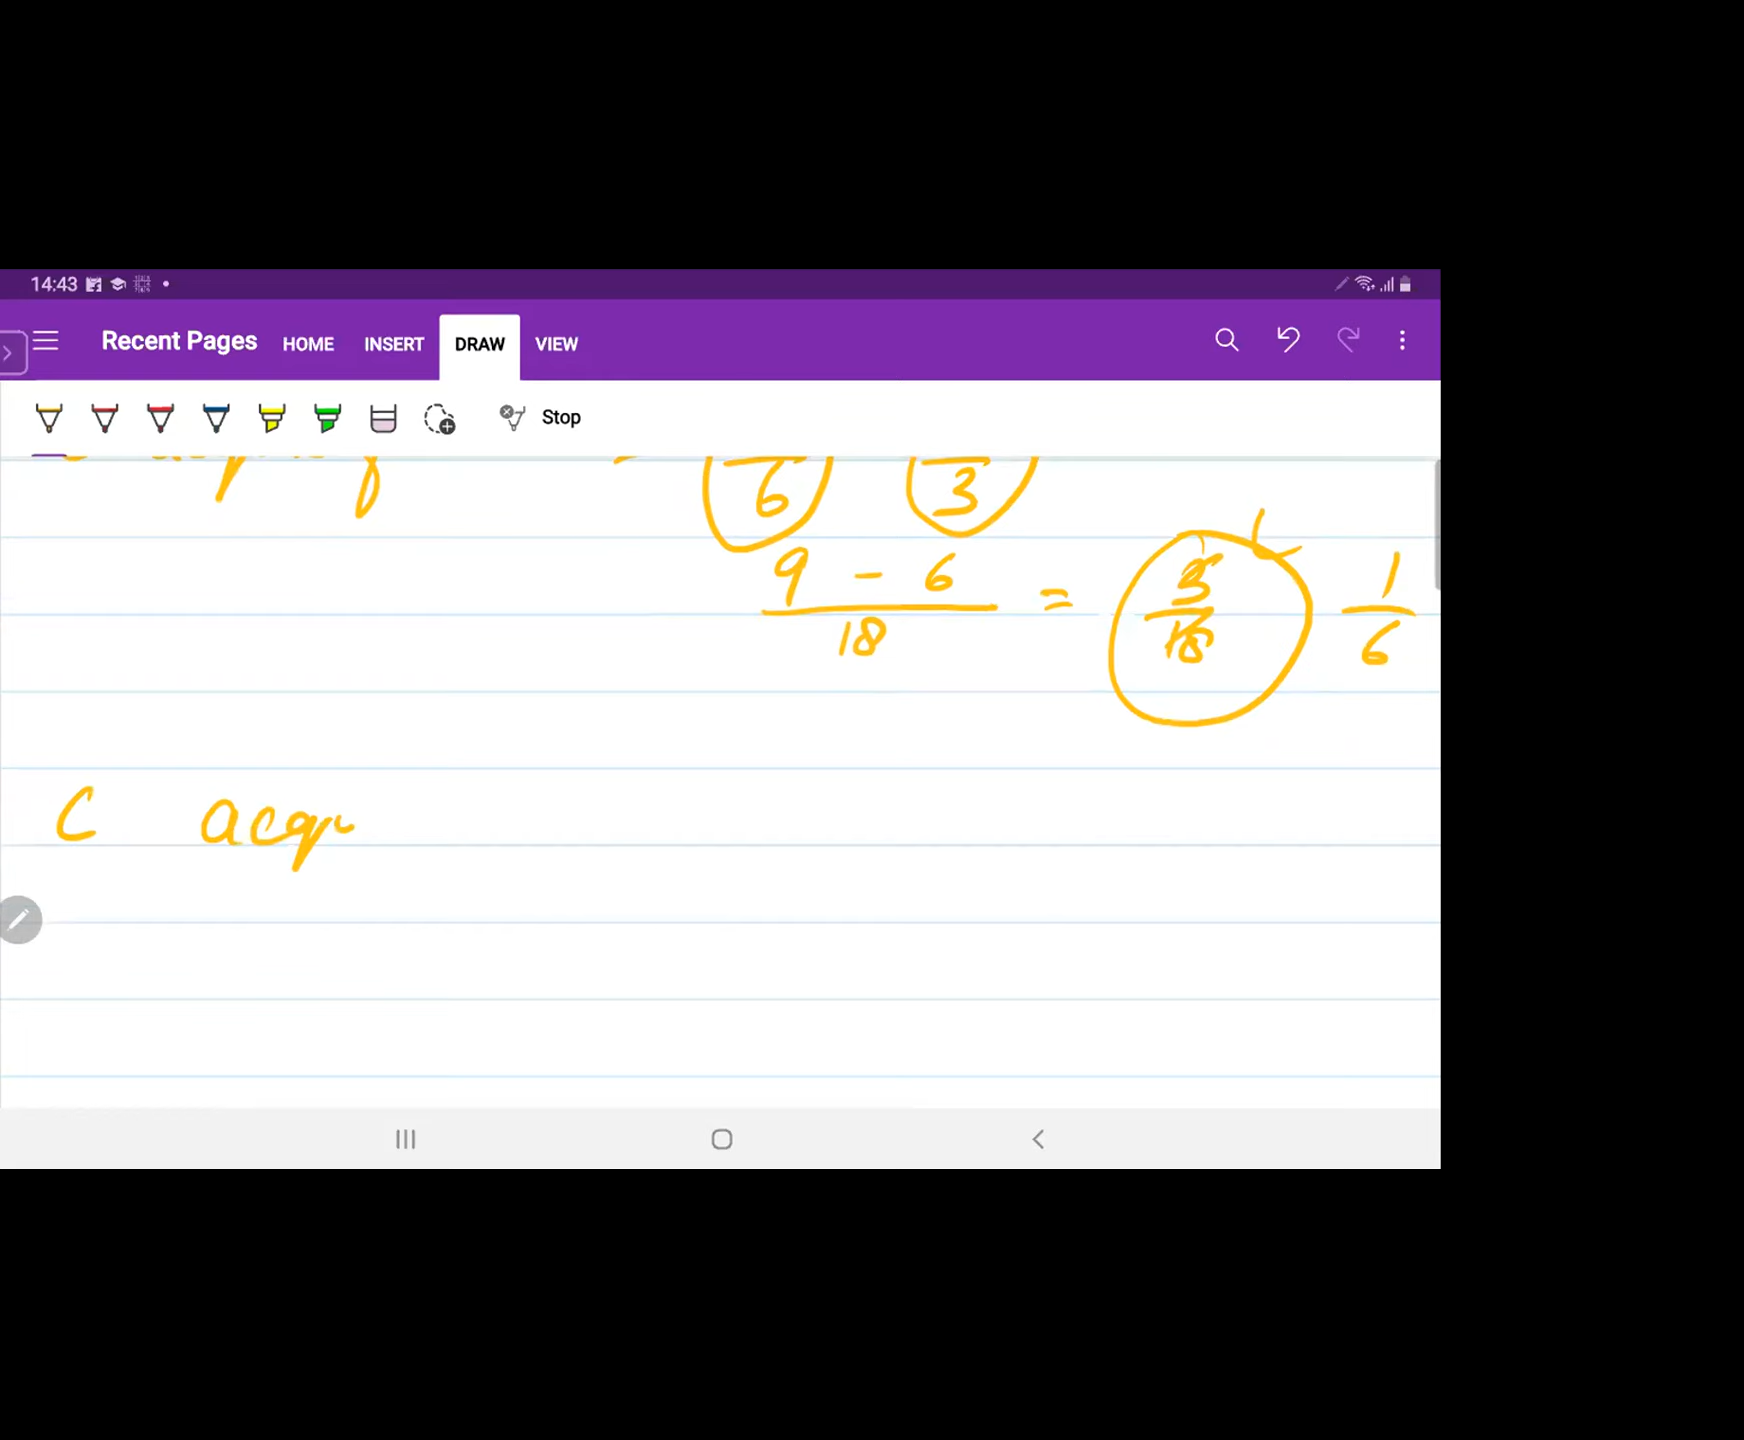 14:43
Recent Pages HOME INSERT DRAW VIEW
Stop
6 3
9 - 6 = 3 1
18 18 6
C acqu